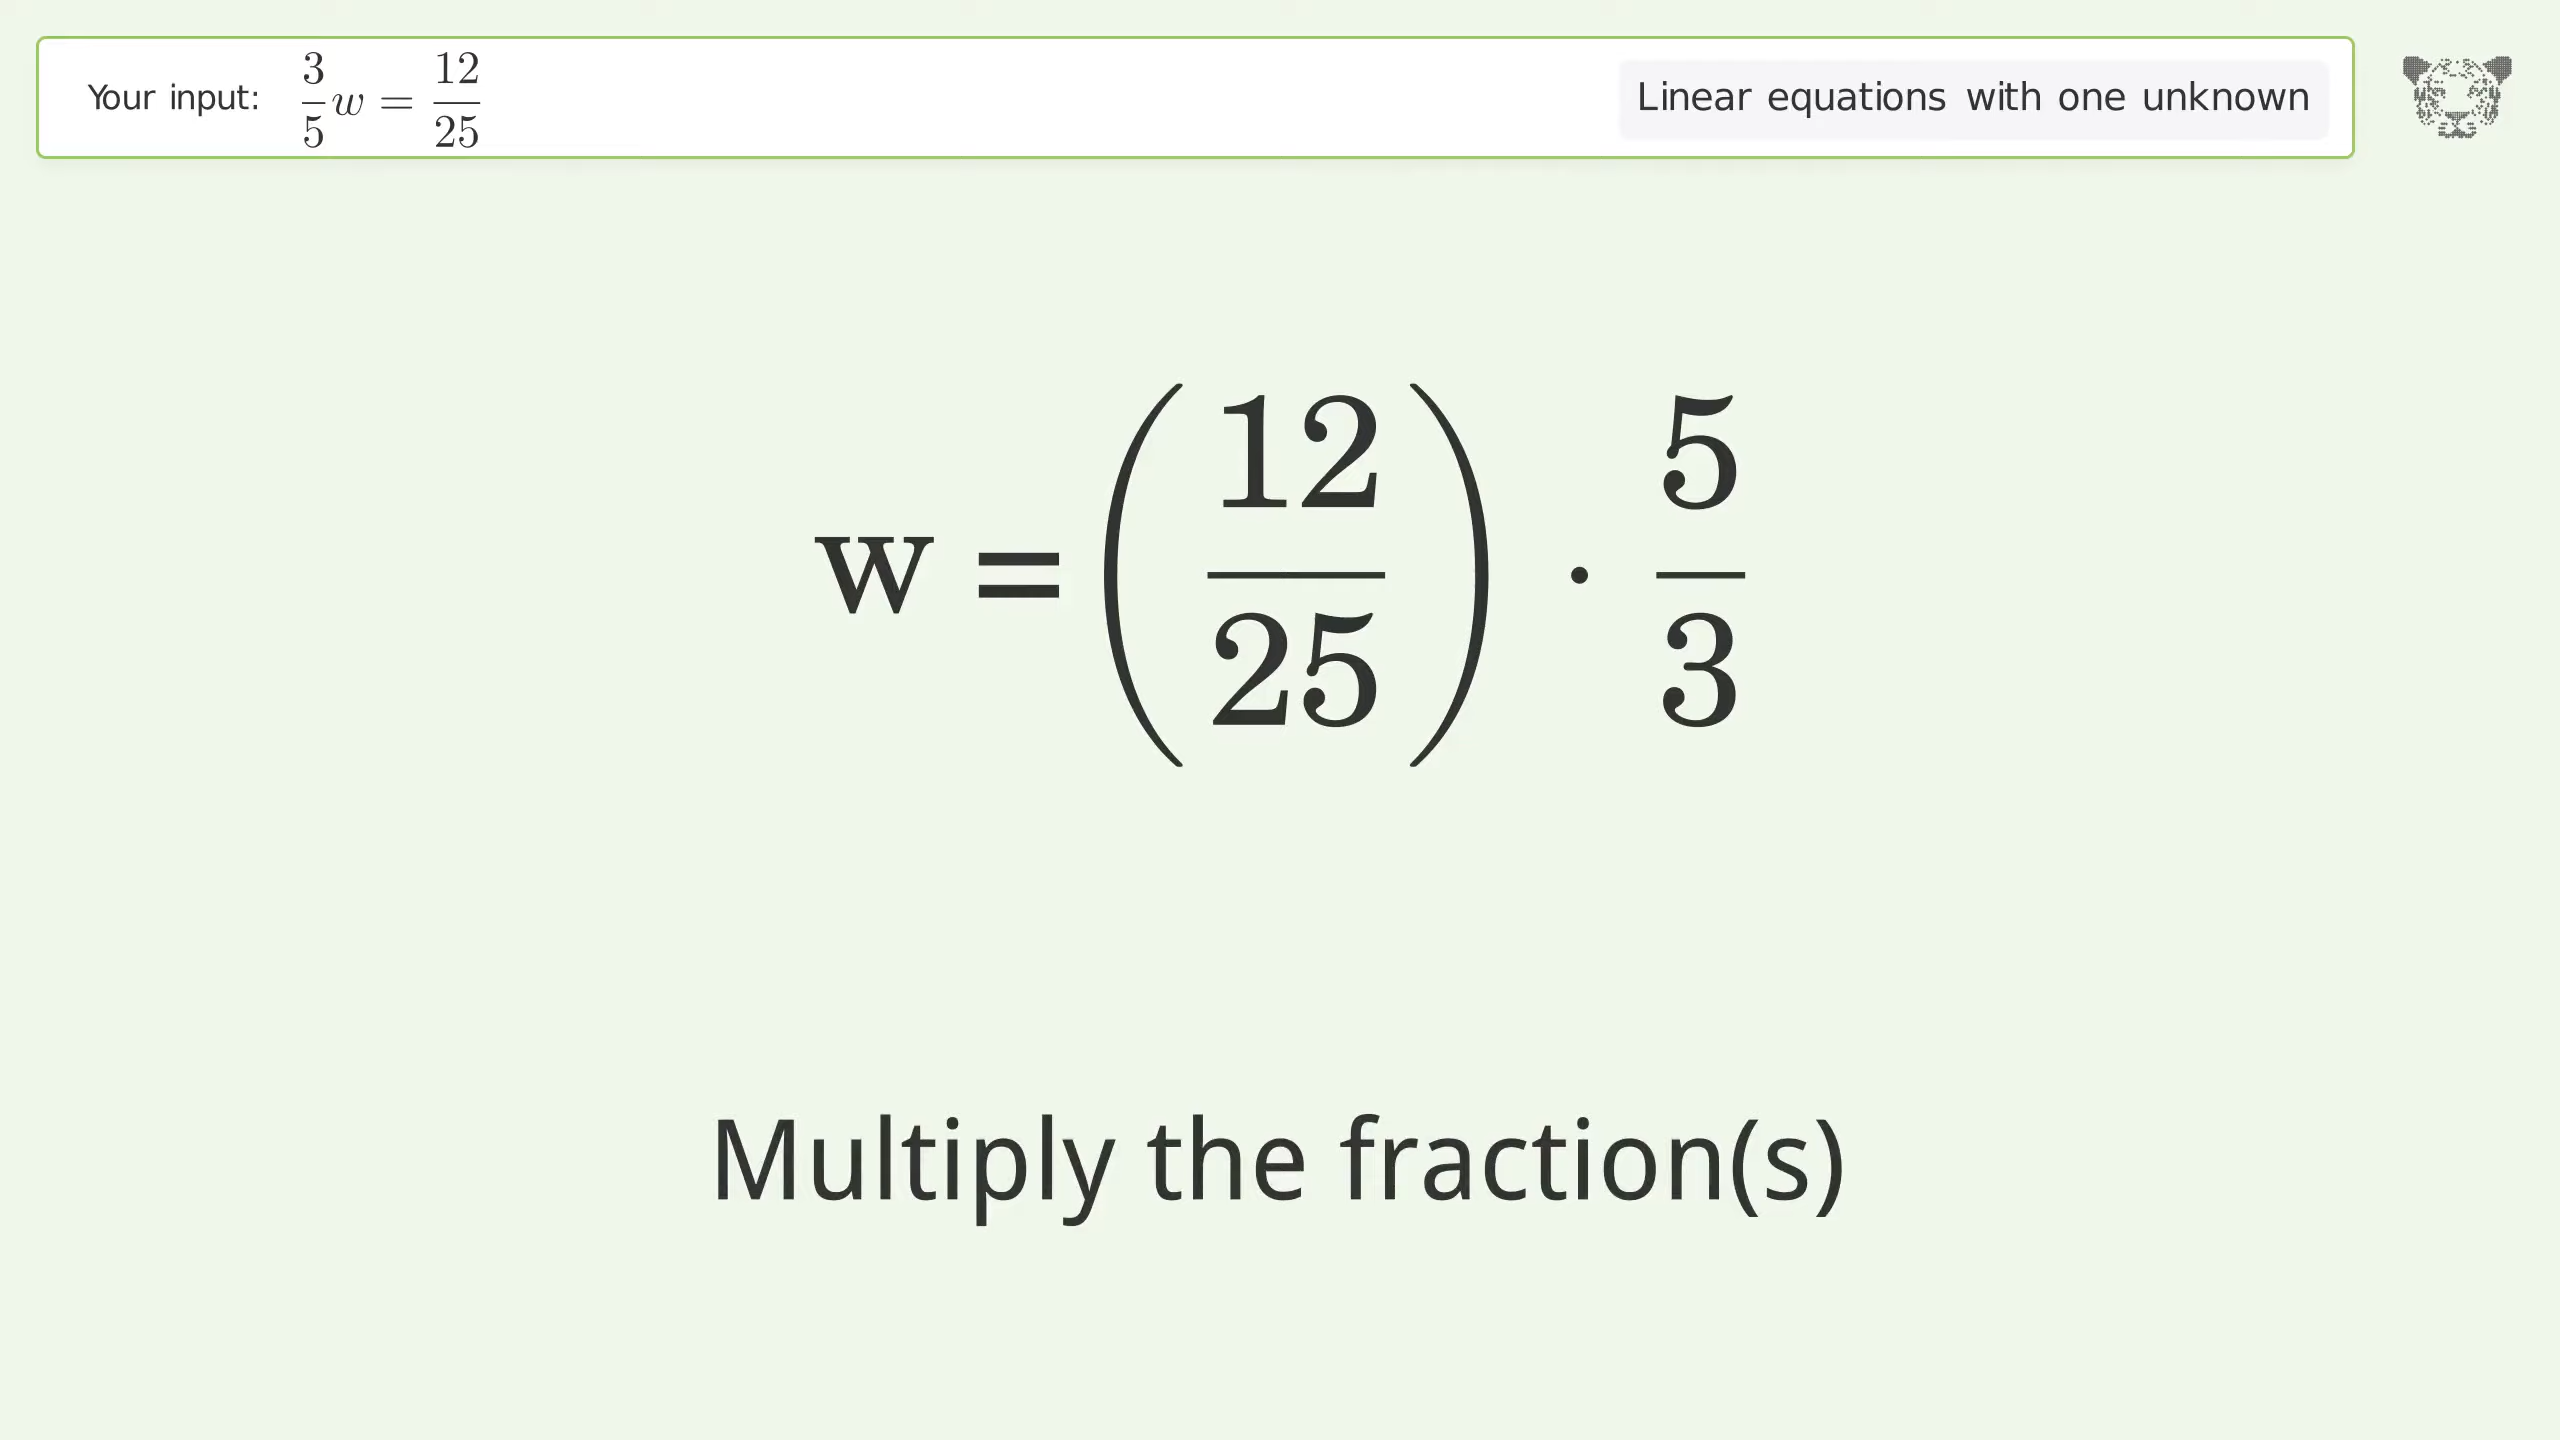 Your input: 3/5 w = 12/25
Linear equations with one unknown
w = (12/25) · 5/3
Multiply the fraction(s)